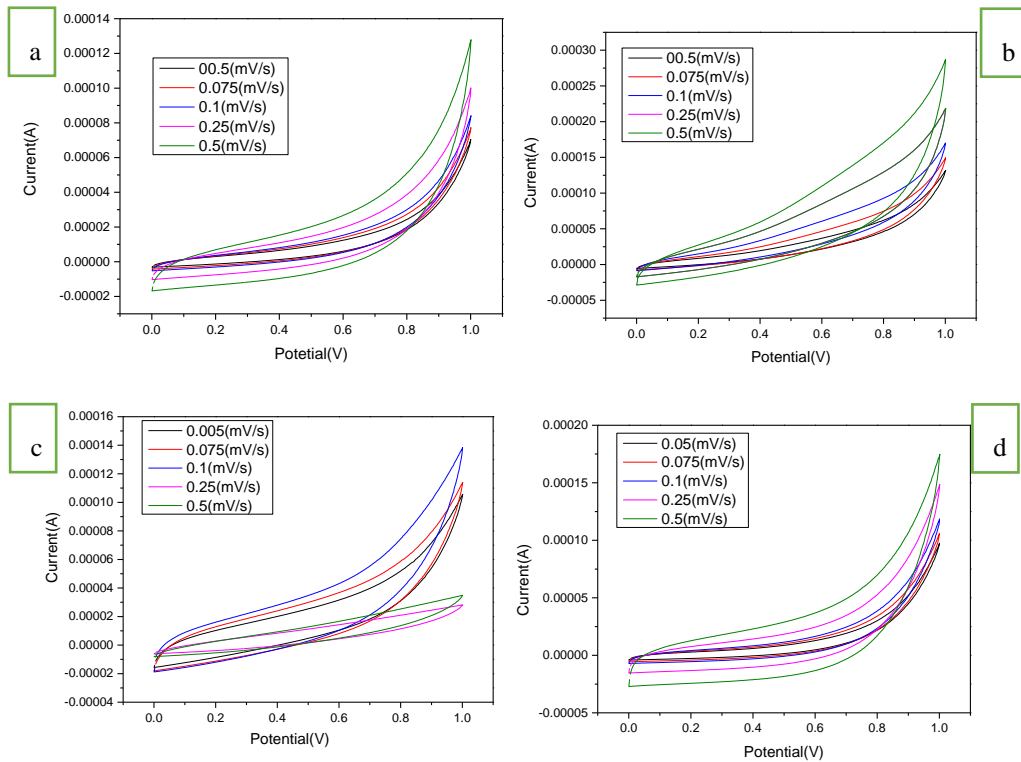 a
0.00014
0.00012
0.00010
0.00008
0.00006
0.00004
0.00002
0.00000
-0.00002
Current(A)
00.5(mV/s)
0.075(mV/s)
0.1(mV/s)
0.25(mV/s)
0.5(mV/s)
0.0 0.2 0.4 0.6 0.8 1.0
Potetial(V)
b
0.00030
0.00025
0.00020
0.00015
0.00010
0.00005
0.00000
-0.00005
Current(A)
00.5(mV/s)
0.075(mV/s)
0.1(mV/s)
0.25(mV/s)
0.5(mV/s)
0.0 0.2 0.4 0.6 0.8 1.0
Potential(V)
c
0.00016
0.00014
0.00012
0.00010
0.00008
0.00006
0.00004
0.00002
0.00000
-0.00002
-0.00004
Current(A)
0.005(mV/s)
0.075(mV/s)
0.1(mV/s)
0.25(mV/s)
0.5(mV/s)
0.0 0.2 0.4 0.6 0.8 1.0
Potential(V)
d
0.00020
0.00015
0.00010
0.00005
0.00000
-0.00005
Current(A)
0.05(mV/s)
0.075(mV/s)
0.1(mV/s)
0.25(mV/s)
0.5(mV/s)
0.0 0.2 0.4 0.6 0.8 1.0
Potential(V)